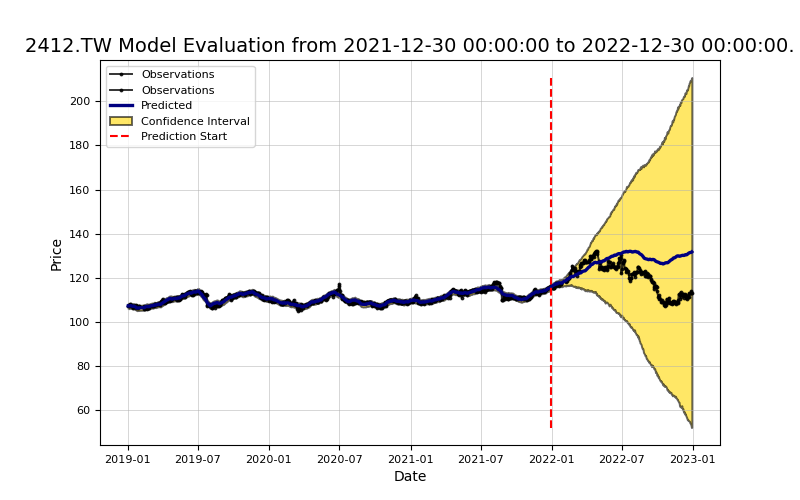 2412.TW Model Evaluation from 2021-12-30 00:00:00 to 2022-12-30 00:00:00.
Observations
Observations
Predicted
Confidence Interval
Prediction Start
200
180
160
140
120
100
80
60
Price
2019-01 2019-07 2020-01 2020-07 2021-01 2021-07 2022-01 2022-07 2023-01
Date